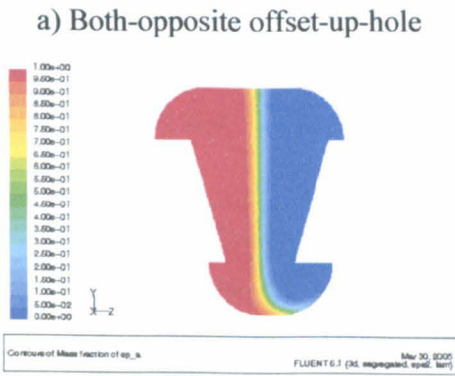 a) Both-opposite offset-up-hole
1.00e+00
9.50e-01
9.00e-01
8.50e-01
8.00e-01
7.50e-01
7.00e-01
6.50e-01
6.00e-01
5.50e-01
5.00e-01
4.50e-01
4.00e-01
3.50e-01
3.00e-01
2.50e-01
2.00e-01
1.50e-01
1.00e-01
5.00e-02
0.00e+00
Y
X Z
Contours of Mass fraction of ep_a
May 30, 2005
FLUENT 6.1 (3d, segregated, spe2, lam)